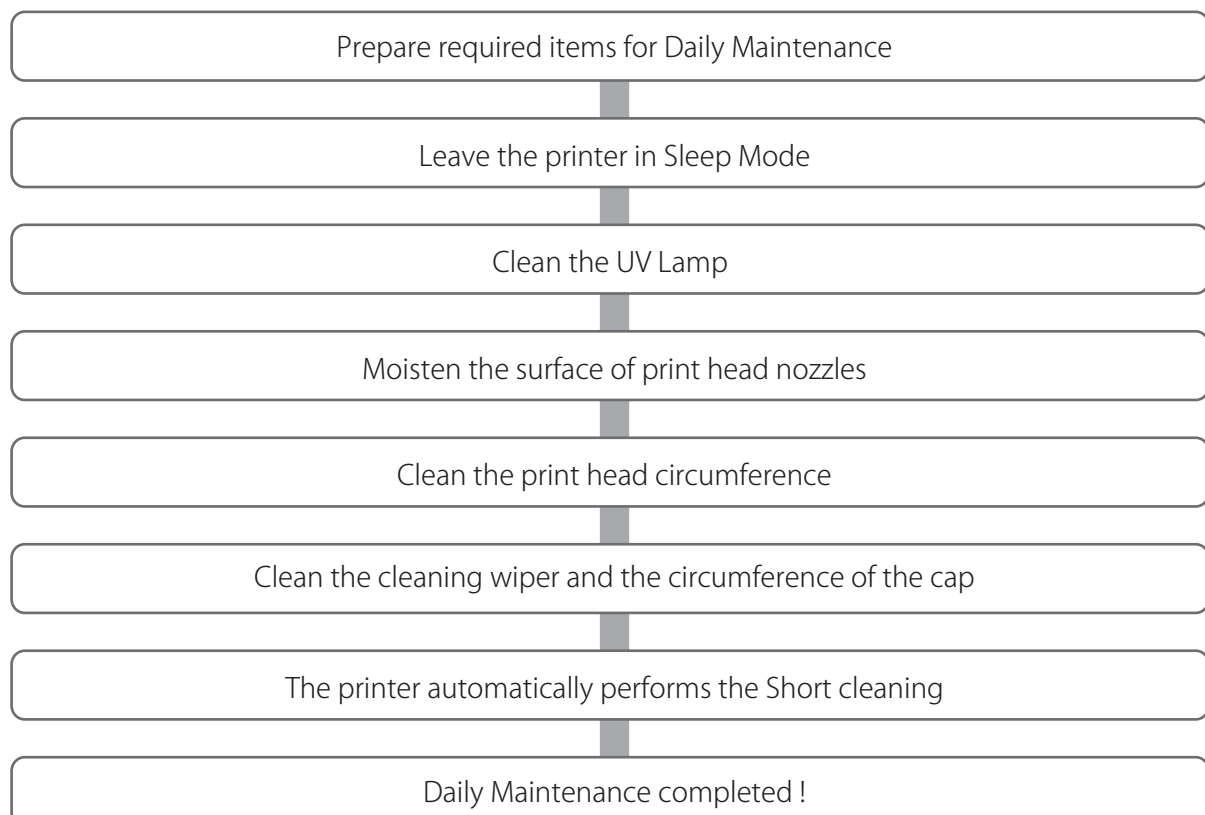 Prepare required items for Daily Maintenance
Leave the printer in Sleep Mode
Clean the UV Lamp
Moisten the surface of print head nozzles
Clean the print head circumference
Clean the cleaning wiper and the circumference of the cap
The printer automatically performs the Short cleaning
Daily Maintenance completed !